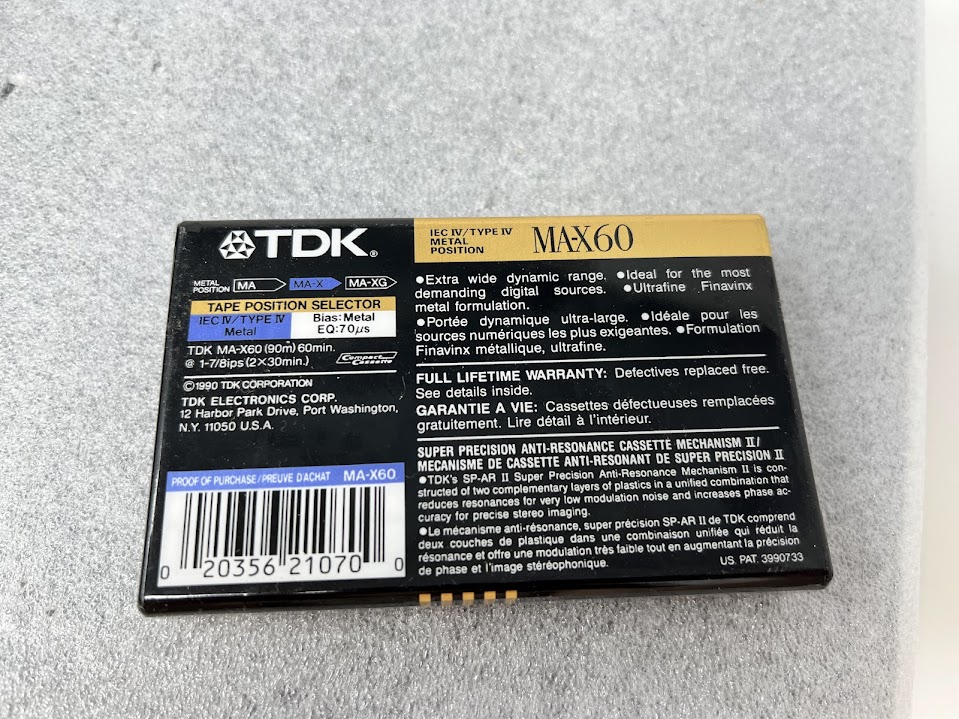 TDK®
METAL POSITION MA MA-X MA-XG
TAPE POSITION SELECTOR
IEC IV/TYPE IV Metal
Bias: Metal
EQ: 70μs
TDK MA-X60 (90m) 60min.
@ 1-7/8ips (2×30min.)
Compact Cassette
©1990 TDK CORPORATION
TDK ELECTRONICS CORP.
12 Harbor Park Drive, Port Washington,
N.Y. 11050 U.S.A.
PROOF OF PURCHASE/PREUVE D'ACHAT MA-X60
0 20356 21070 0
IEC IV/TYPE IV
METAL
POSITION
MA-X60
●Extra wide dynamic range. ●Ideal for the most
demanding digital sources. ●Ultrafine Finavinx
metal formulation.
●Portée dynamique ultra-large. ●Idéale pour les
sources numériques les plus exigeantes. ●Formulation
Finavinx métallique, ultrafine.
FULL LIFETIME WARRANTY: Defectives replaced free.
See details inside.
GARANTIE A VIE: Cassettes défectueuses remplacées
gratuitement. Lire détail à l'intérieur.
SUPER PRECISION ANTI-RESONANCE CASSETTE MECHANISM II/
MECANISME DE CASSETTE ANTI-RESONANT DE SUPER PRECISION II
●TDK's SP-AR II Super Precision Anti-Resonance Mechanism II is con-
structed of two complementary layers of plastics in a unified combination that
reduces resonances for very low modulation noise and increases phase ac-
curacy for precise stereo imaging.
●Le mécanisme anti-résonance, super précision SP-AR II de TDK comprend
deux couches de plastique dans une combinaison unifiée qui réduit la
résonance et offre une modulation très faible tout en augmentant la précision
de phase et l'image stéréophonique.
US. PAT. 3990733